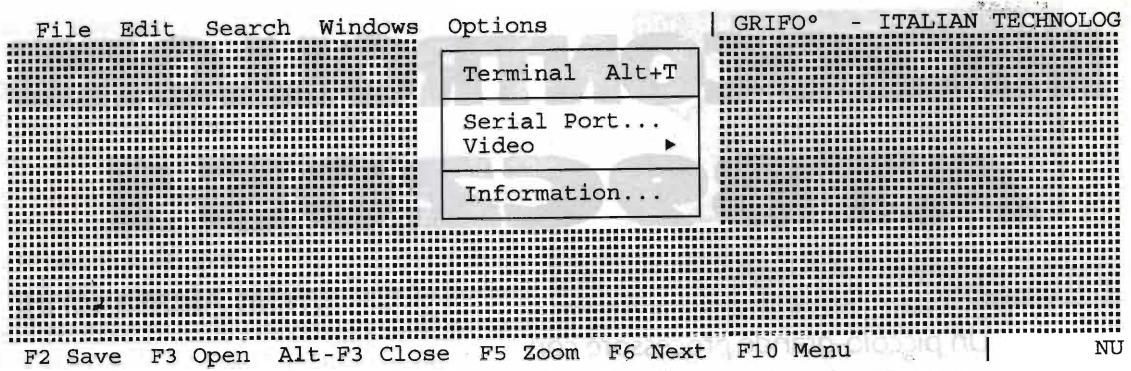 File Edit Search Windows Options | GRIFO° - ITALIAN TECHNOLOG
Terminal Alt+T
Serial Port...
Video ►
Information...
F2 Save F3 Open Alt-F3 Close F5 Zoom F6 Next F10 Menu | NU